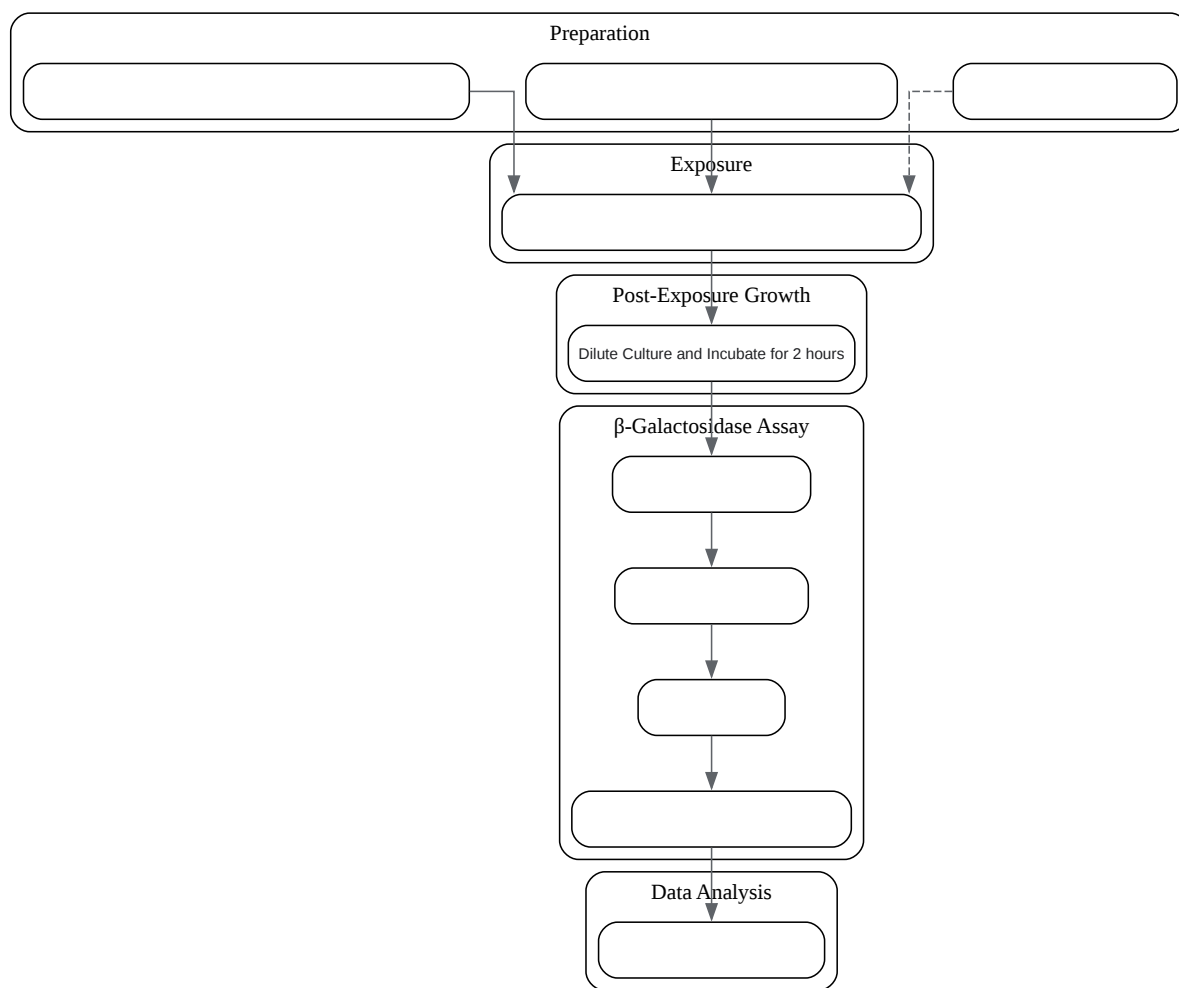 Preparation
Exposure
Post-Exposure Growth
Dilute Culture and Incubate for 2 hours
β-Galactosidase Assay
Data Analysis